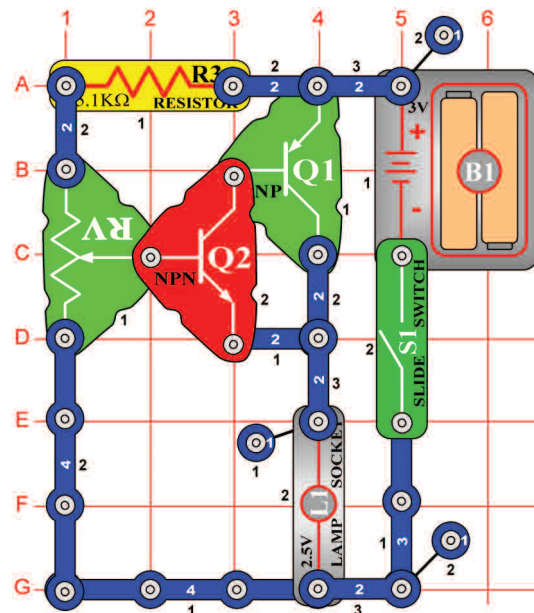 1 2 3 4 5 6
A
R3
5.1KΩ
RESISTOR
1
2
2
3
2
2
1
3V
+
-
B1
1
2
2
B
Q1
NP
1
C
RV
1
Q2
NPN
2
2
2
S1
SLIDE SWITCH
2
D
2
1
2
3
E
1
1
L1
2.5V
LAMP SOCKET
2
F
4
2
3
1
1
2
G
4
1
2
3